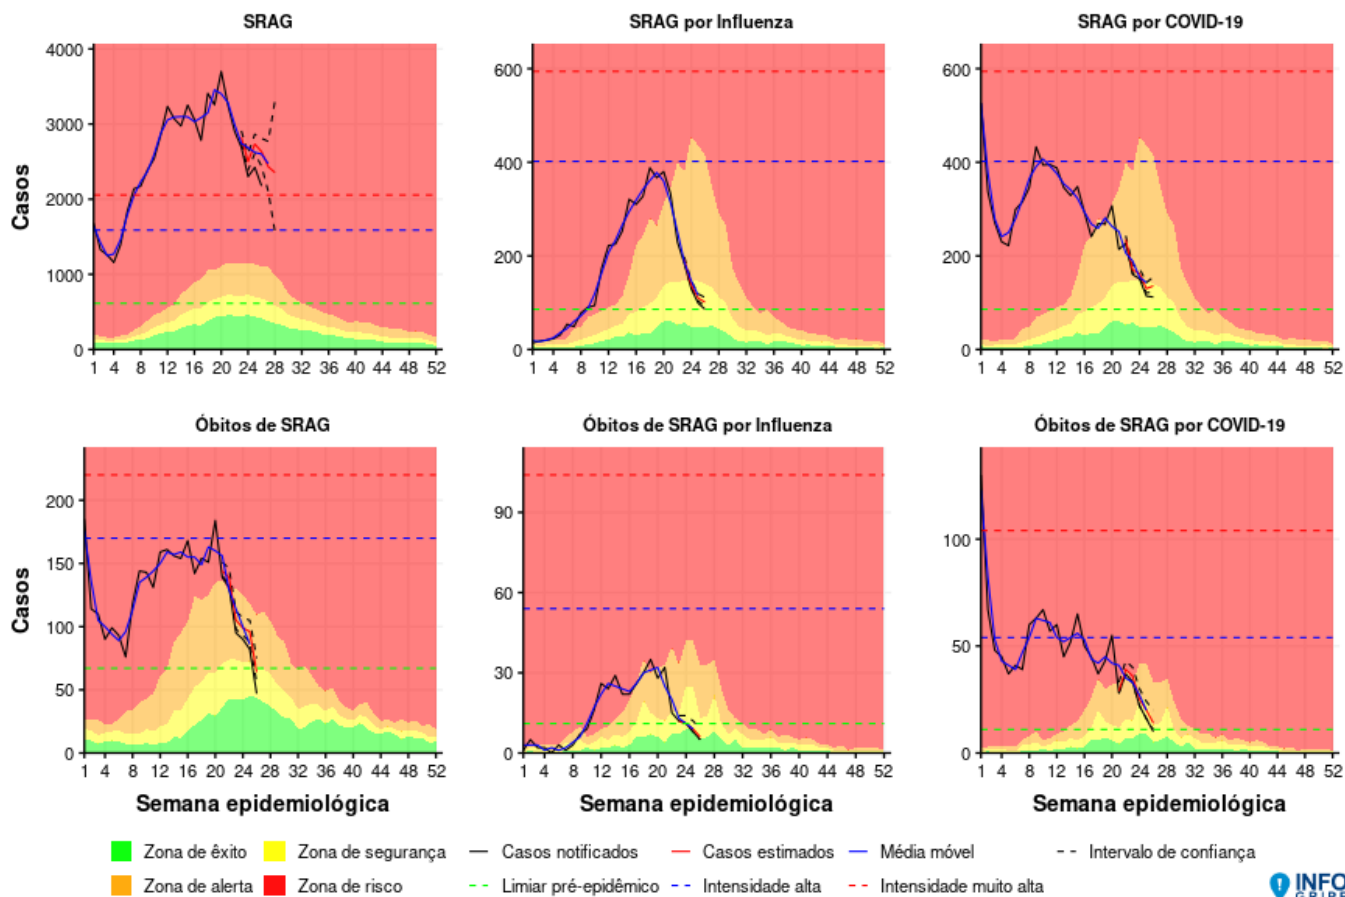 SRAG
SRAG por Influenza
SRAG por COVID-19
Casos
4000
3000
2000
1000
0
1 4 8 12 16 20 24 28 32 36 40 44 48 52
600
400
200
0
1 4 8 12 16 20 24 28 32 36 40 44 48 52
600
400
200
0
1 4 8 12 16 20 24 28 32 36 40 44 48 52
Óbitos de SRAG
Óbitos de SRAG por Influenza
Óbitos de SRAG por COVID-19
Casos
200
150
100
50
0
1 4 8 12 16 20 24 28 32 36 40 44 48 52
90
60
30
0
1 4 8 12 16 20 24 28 32 36 40 44 48 52
100
50
0
1 4 8 12 16 20 24 28 32 36 40 44 48 52
Semana epidemiológica
Semana epidemiológica
Semana epidemiológica
Zona de êxito Zona de segurança Casos notificados Casos estimados Média móvel Intervalo de confiança
Zona de alerta Zona de risco Limiar pré-epidêmico Intensidade alta Intensidade muito alta
INFO